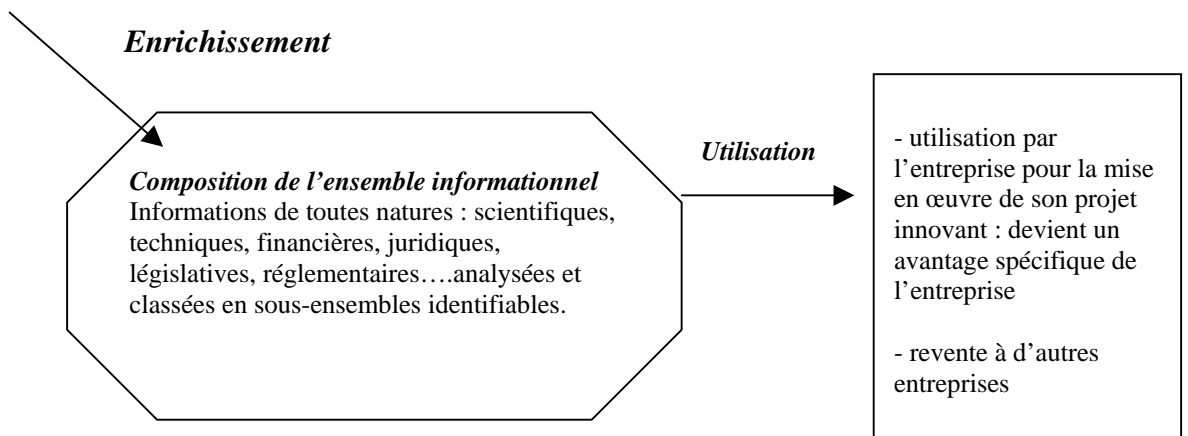 Enrichissement
Composition de l’ensemble informationnel
Informations de toutes natures : scientifiques,
techniques, financières, juridiques,
législatives, réglementaires….analysées et
classées en sous-ensembles identifiables.
Utilisation
- utilisation par
l’entreprise pour la mise
en œuvre de son projet
innovant : devient un
avantage spécifique de
l’entreprise
- revente à d’autres
entreprises